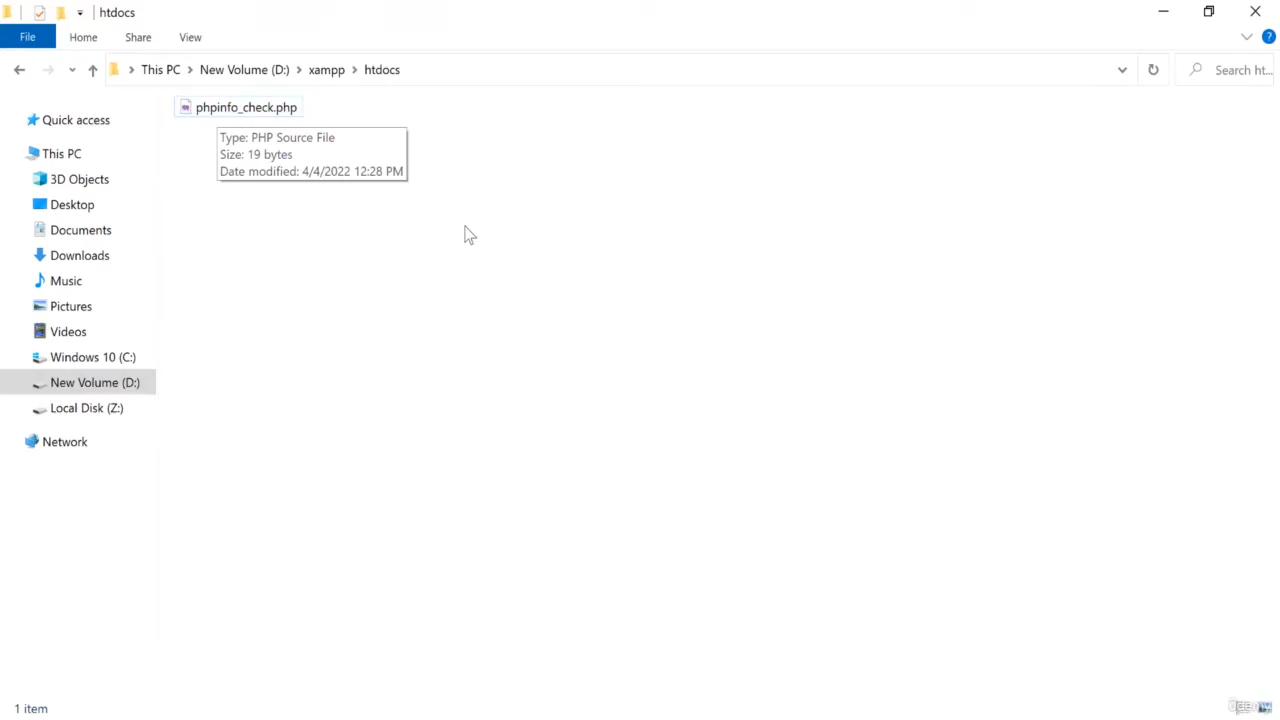 htdocs
File Home Share View
This PC New Volume (D:) xampp htdocs
Search ht...
phpinfo_check.php
Type: PHP Source File
Size: 19 bytes
Date modified: 4/4/2022 12:28 PM
Quick access
This PC
3D Objects
Desktop
Documents
Downloads
Music
Pictures
Videos
Windows 10 (C:)
New Volume (D:)
Local Disk (Z:)
Network
1 item